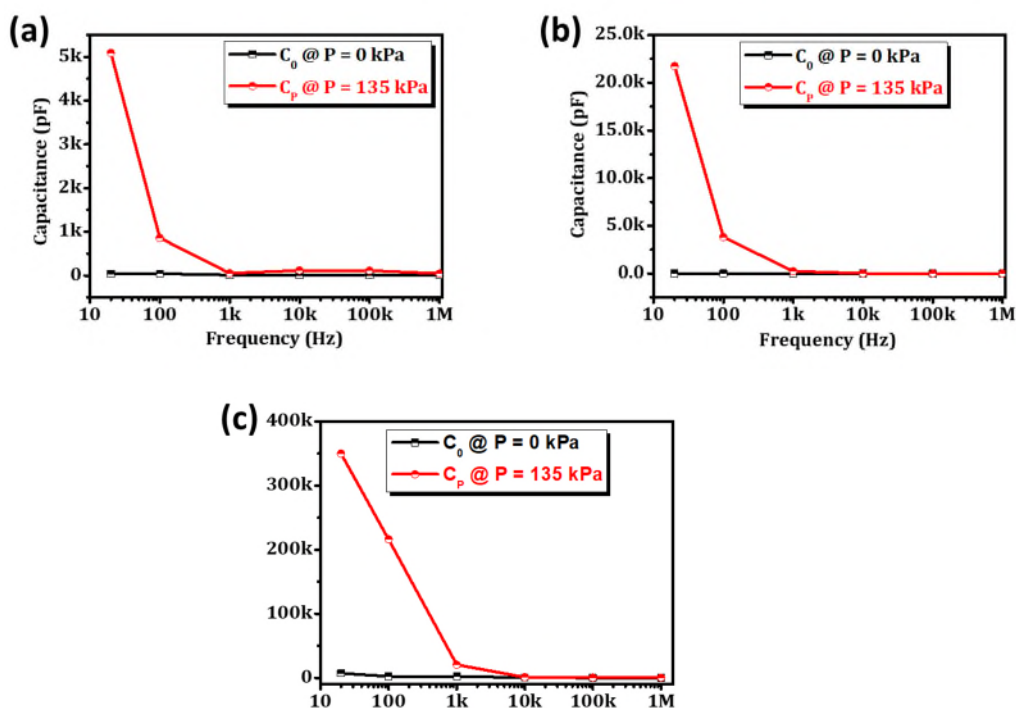 (a)
5k
4k
3k
2k
1k
0
Capacitance (pF)
C₀ @ P = 0 kPa
C_P @ P = 135 kPa
10 100 1k 10k 100k 1M
Frequency (Hz)
(b)
25.0k
20.0k
15.0k
10.0k
5.0k
0.0
Capacitance (pF)
C₀ @ P = 0 kPa
C_P @ P = 135 kPa
10 100 1k 10k 100k 1M
Frequency (Hz)
(c)
400k
300k
200k
100k
0
C₀ @ P = 0 kPa
C_P @ P = 135 kPa
10 100 1k 10k 100k 1M